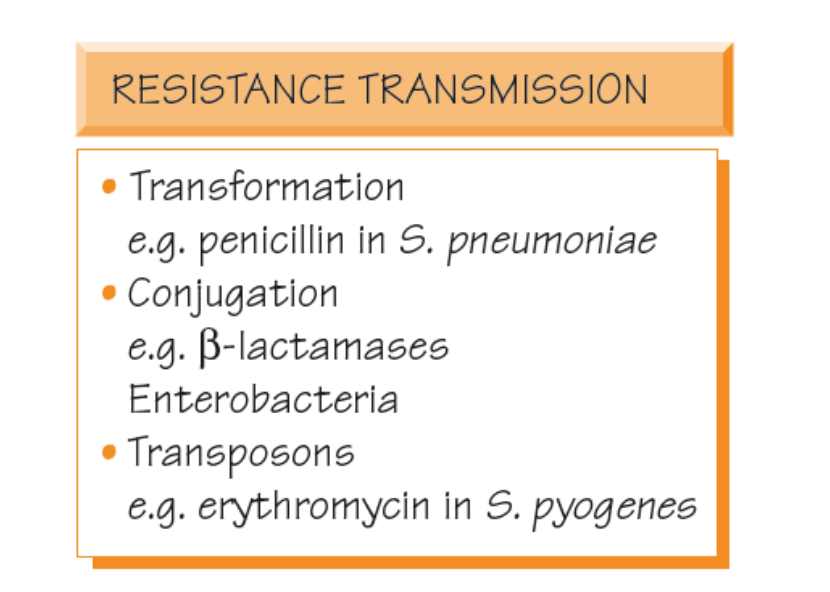 RESISTANCE TRANSMISSION
• Transformation
e.g. penicillin in S. pneumoniae
• Conjugation
e.g. β-lactamases
Enterobacteria
• Transposons
e.g. erythromycin in S. pyogenes